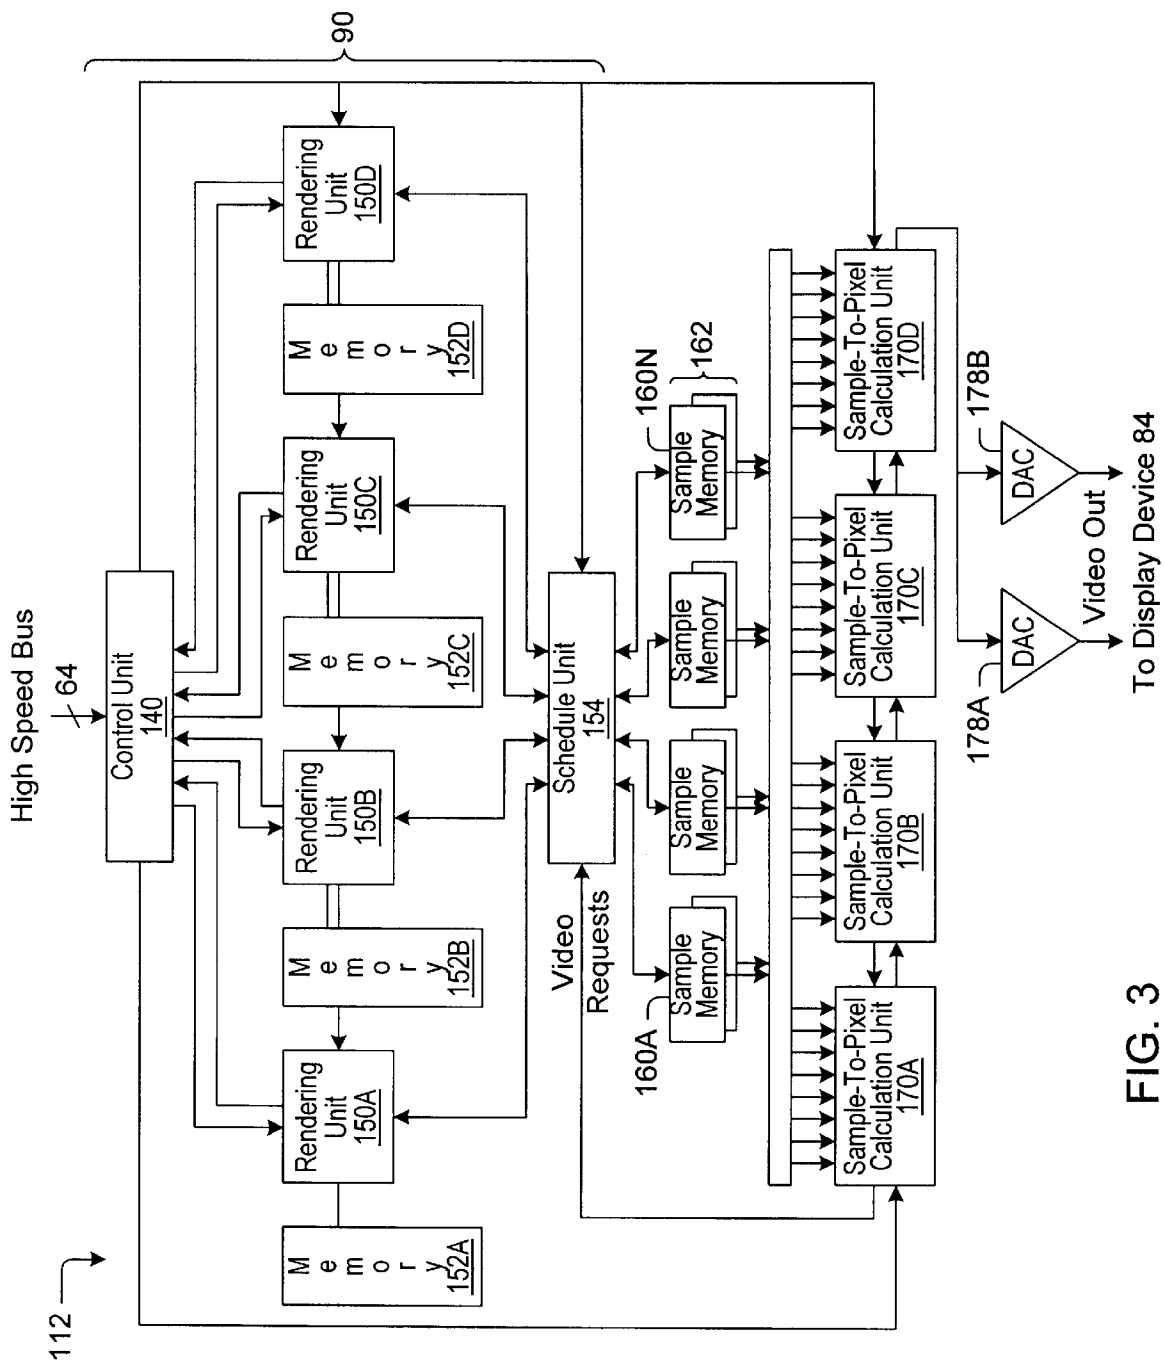 112
High Speed Bus
64
Control Unit
140
90
Rendering
Unit
150A
Rendering
Unit
150B
Rendering
Unit
150C
Rendering
Unit
150D
Memory
152A
Memory
152B
Memory
152C
Memory
152D
Schedule Unit
154
Video
Requests
160A
Sample
Memory
Sample
Memory
Sample
Memory
Sample
Memory
160N
162
Sample-To-Pixel
Calculation Unit
170A
Sample-To-Pixel
Calculation Unit
170B
Sample-To-Pixel
Calculation Unit
170C
Sample-To-Pixel
Calculation Unit
170D
178A
DAC
178B
DAC
Video Out
To Display Device 84
FIG. 3